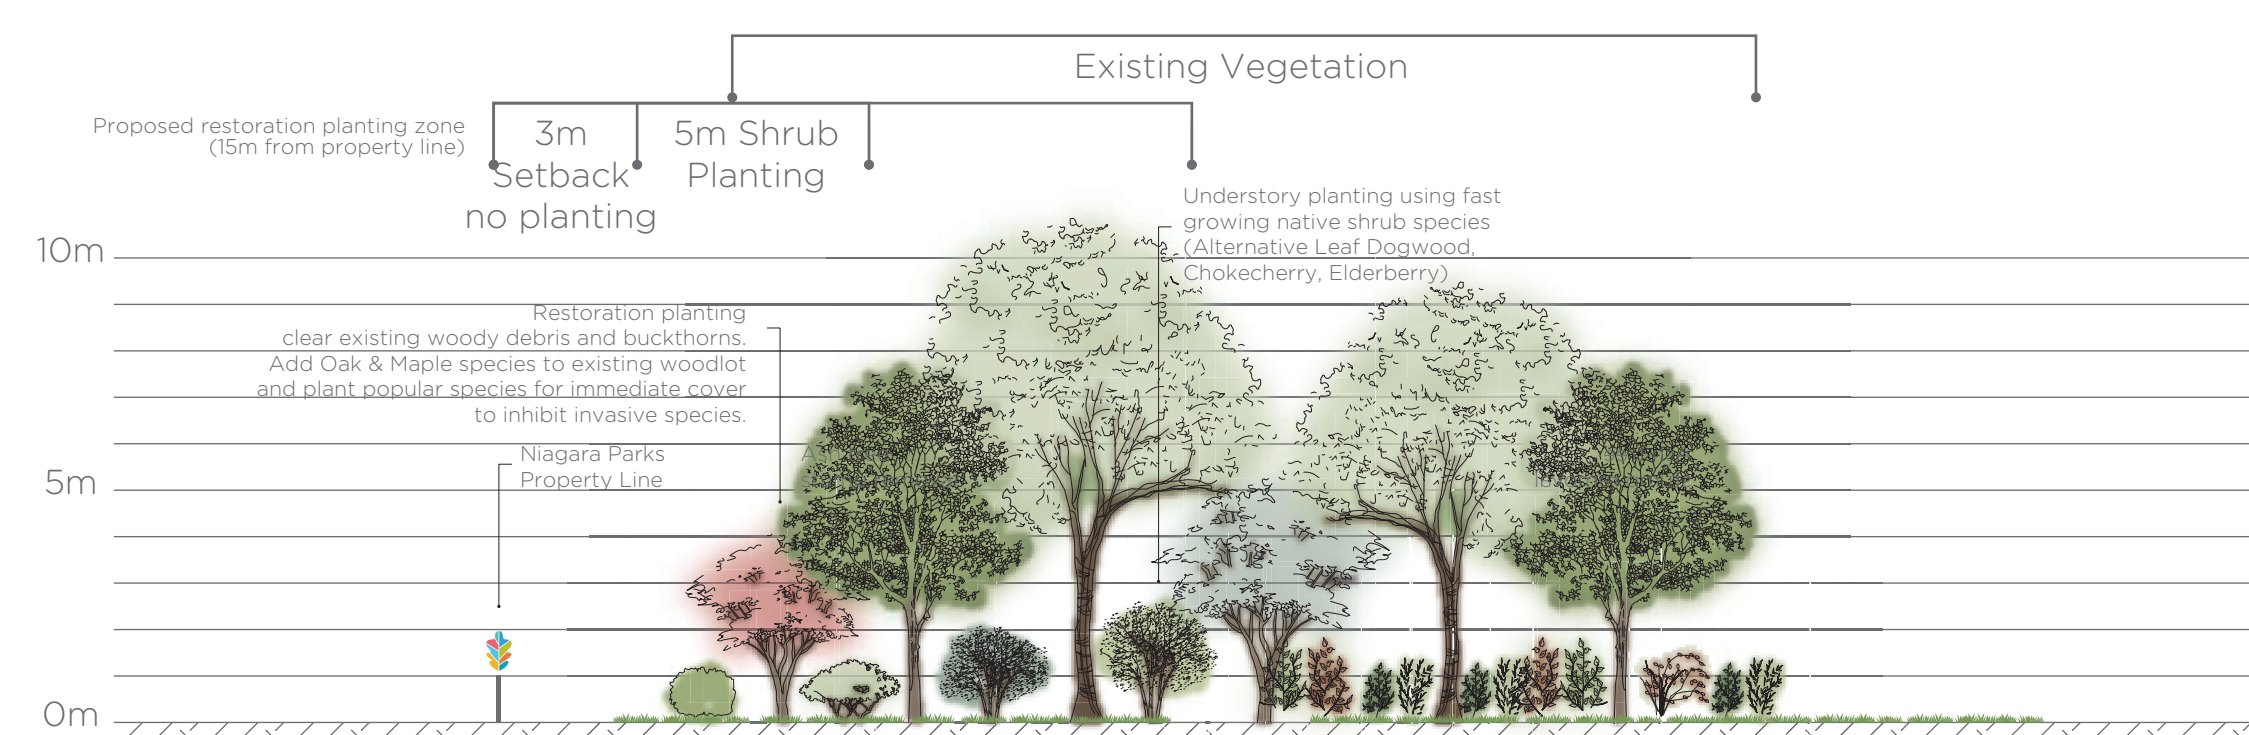 Existing Vegetation
Proposed restoration planting zone
(15m from property line)
3m
Setback
no planting
5m Shrub
Planting
Understory planting using fast
growing native shrub species
(Alternative Leaf Dogwood,
Chokecherry, Elderberry)
10m
Restoration planting
clear existing woody debris and buckthorns.
Add Oak & Maple species to existing woodlot
and plant popular species for immediate cover
to inhibit invasive species.
Niagara Parks
Property Line
5m
0m